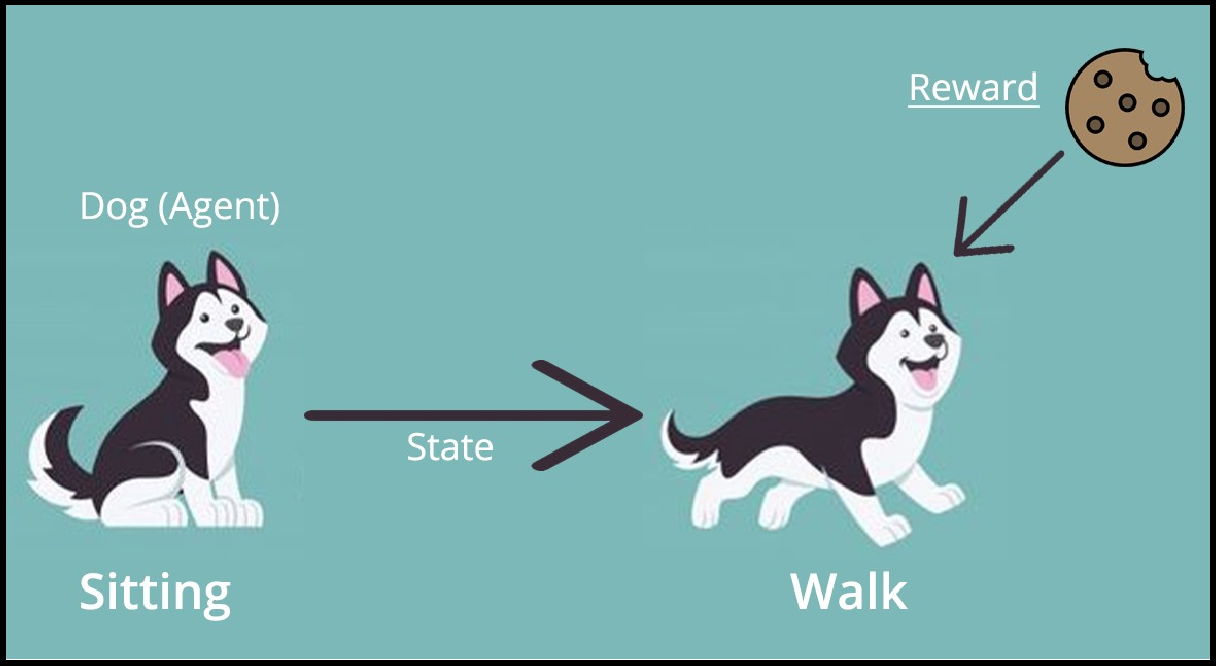 Reward
Dog (Agent)
State
Sitting
Walk